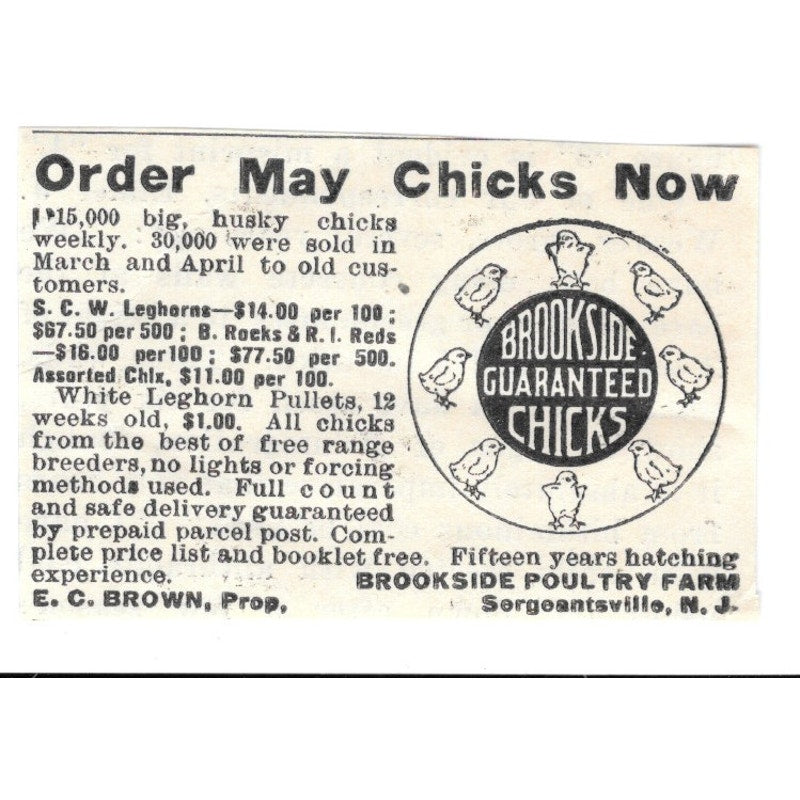 Order May Chicks Now
15,000 big, husky chicks
weekly. 30,000 were sold in
March and April to old cus-
tomers.
S. C. W. Leghorns—$14.00 per 100;
$67.50 per 500; B. Rocks & R. I. Reds
—$16.00 per 100; $77.50 per 500.
Assorted Chix, $11.00 per 100.
White Leghorn Pullets, 12
weeks old, $1.00. All chicks
from the best of free range
breeders, no lights or forcing
methods used. Full count
and safe delivery guaranteed
by prepaid parcel post. Com-
plete price list and booklet free. Fifteen years hatching
experience.
BROOKSIDE POULTRY FARM
E. C. BROWN, Prop,
Sergeantsville, N. J.
BROOKSIDE
GUARANTEED
CHICKS